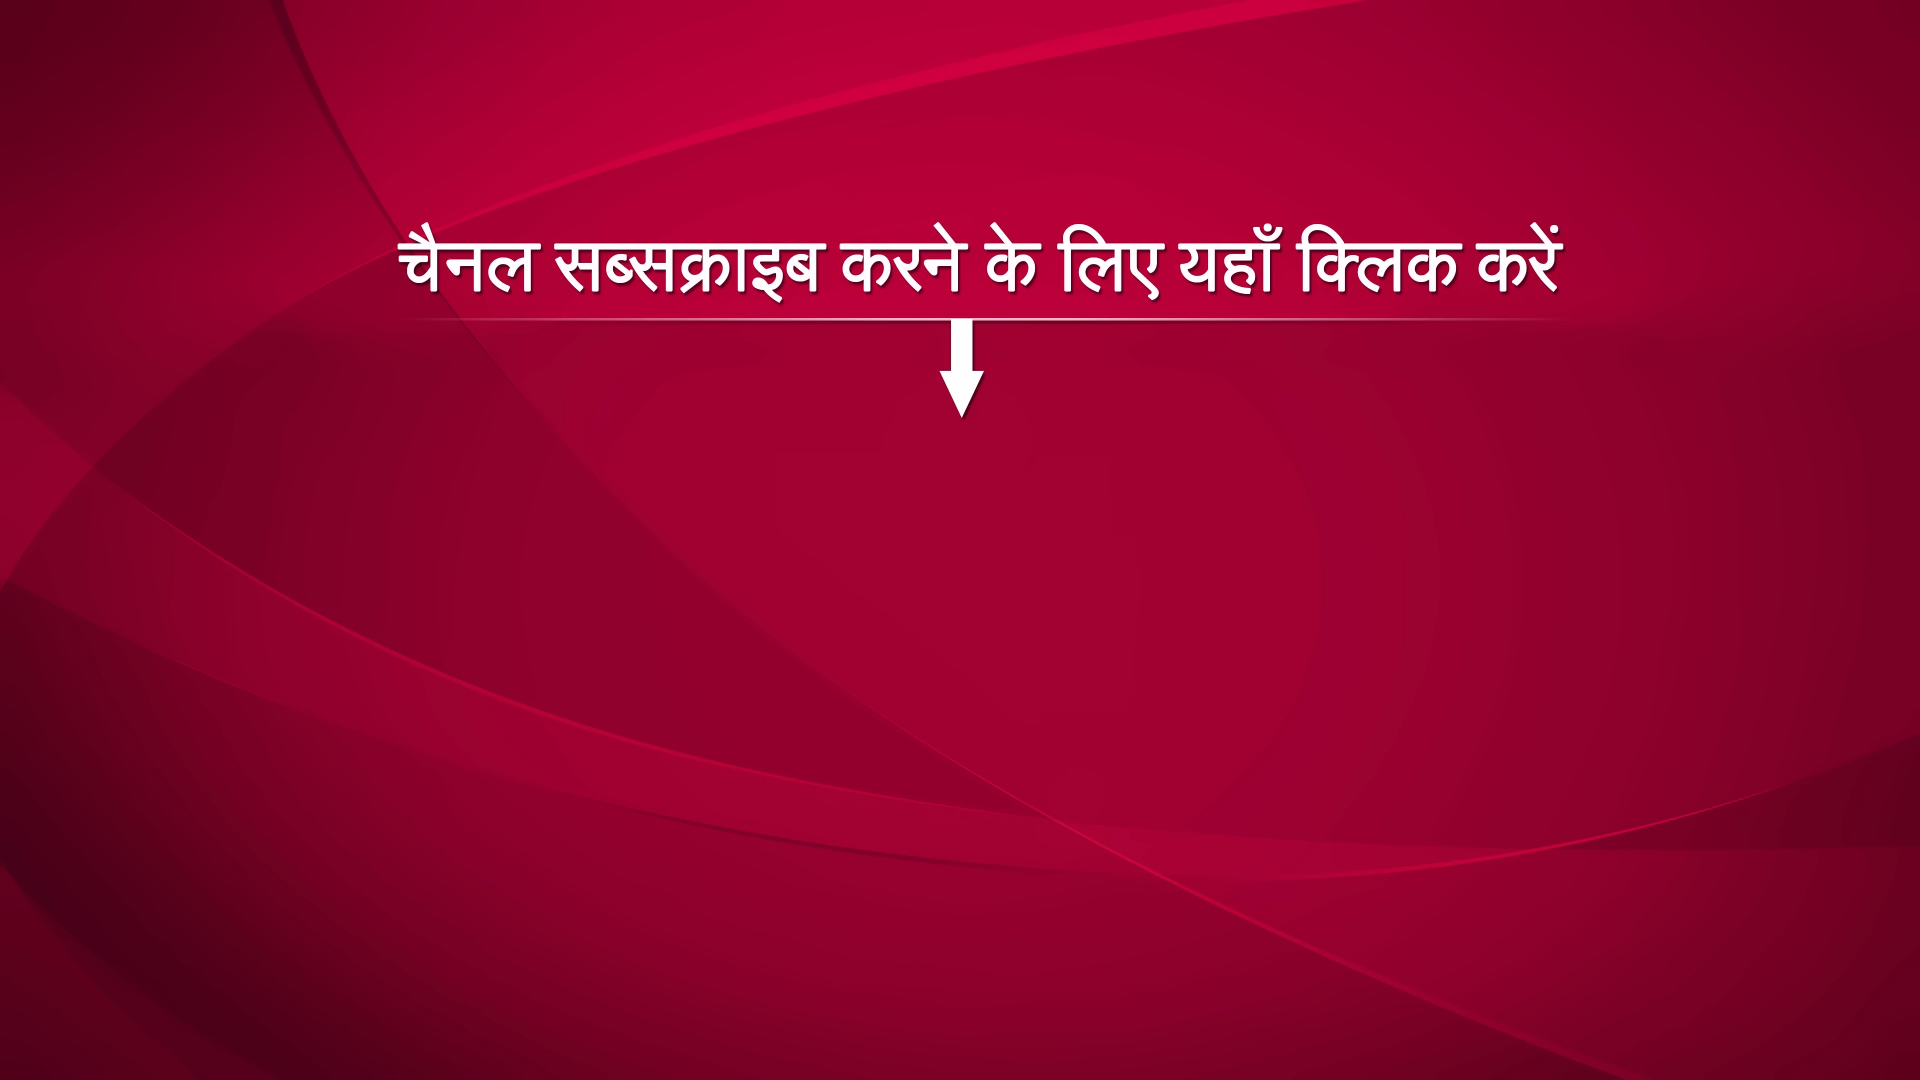 चैनल सब्सक्राइब करने के लिए यहाँ क्लिक करें